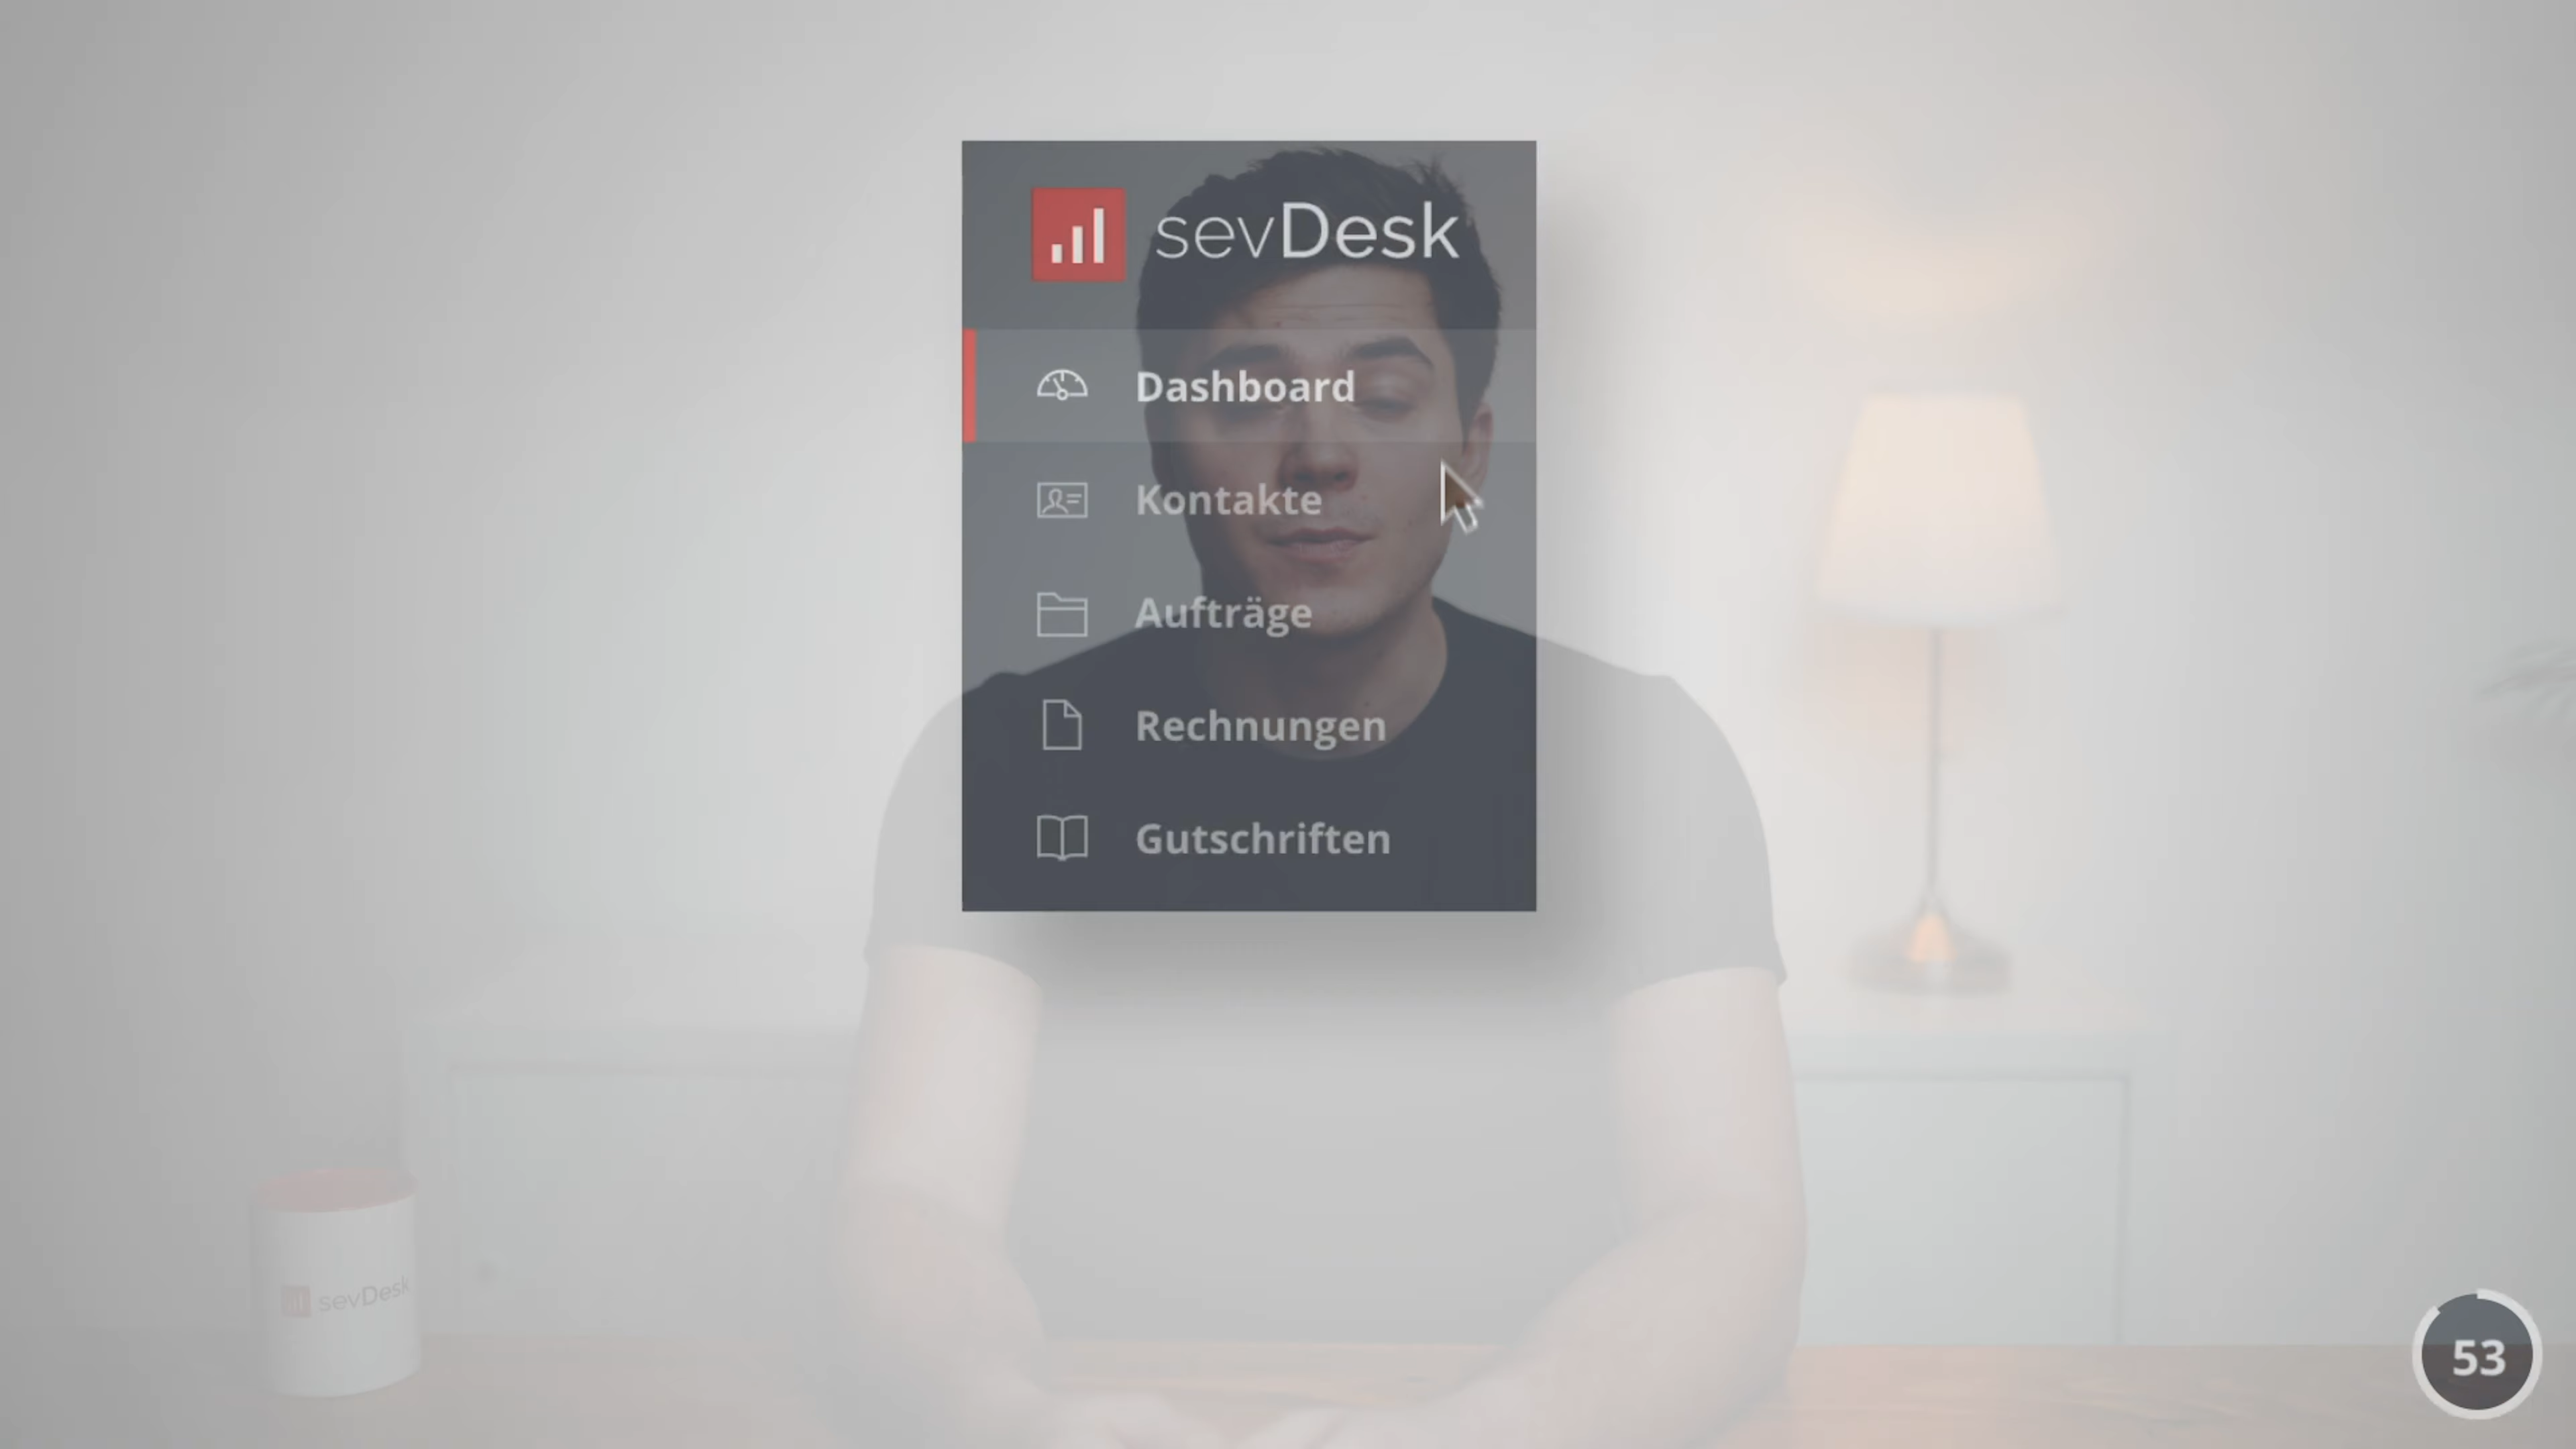 sevDesk
Dashboard
Kontakte
Aufträge
Rechnungen
Gutschriften
sevDesk
53